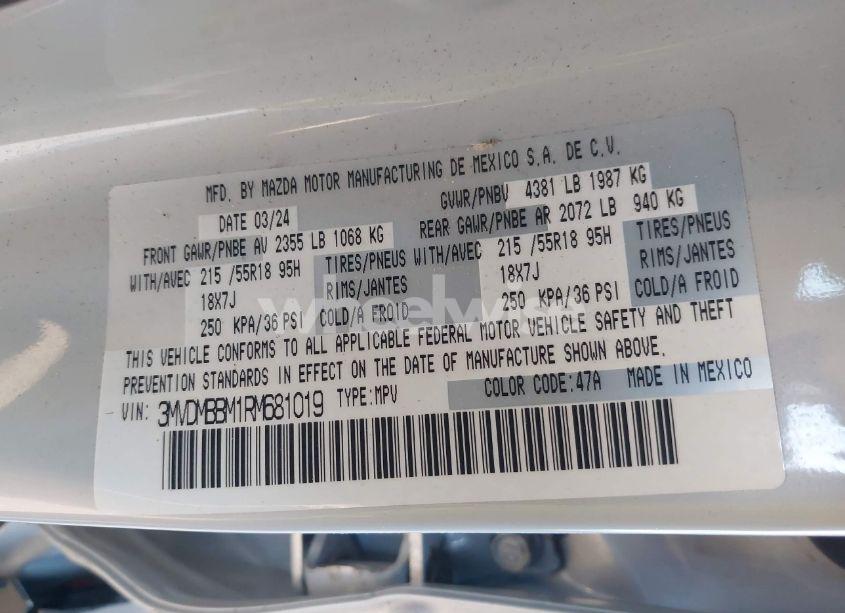 MFD. BY MAZDA MOTOR MANUFACTURING DE MEXICO S.A. DE C.V.
DATE 03/24 GVWR/PNBV 4381 LB 1987 KG
FRONT GAWR/PNBE AV 2355 LB 1068 KG REAR GAWR/PNBE AR 2072 LB 940 KG
WITH/AVEC 215 /55R18 95H TIRES/PNEUS WITH/AVEC 215 /55R18 95H TIRES/PNEUS
18X7J RIMS/JANTES 18X7J RIMS/JANTES
250 KPA/36 PSI COLD/A FROID 250 KPA/36 PSI COLD/A FROID
wheelwise
THIS VEHICLE CONFORMS TO ALL APPLICABLE FEDERAL MOTOR VEHICLE SAFETY AND THEFT
PREVENTION STANDARDS IN EFFECT ON THE DATE OF MANUFACTURE SHOWN ABOVE.
VIN: 3MVDMBBM1RM681019 TYPE:MPV COLOR CODE:47A MADE IN MEXICO